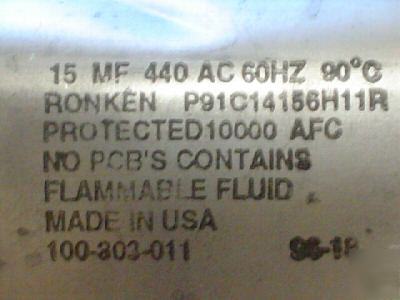 15 MF 440 AC 60HZ 90°C
RONKEN P91C14156H11R
PROTECTED10000 AFC
NO PCB'S CONTAINS
FLAMMABLE FLUID
MADE IN USA
100-303-011